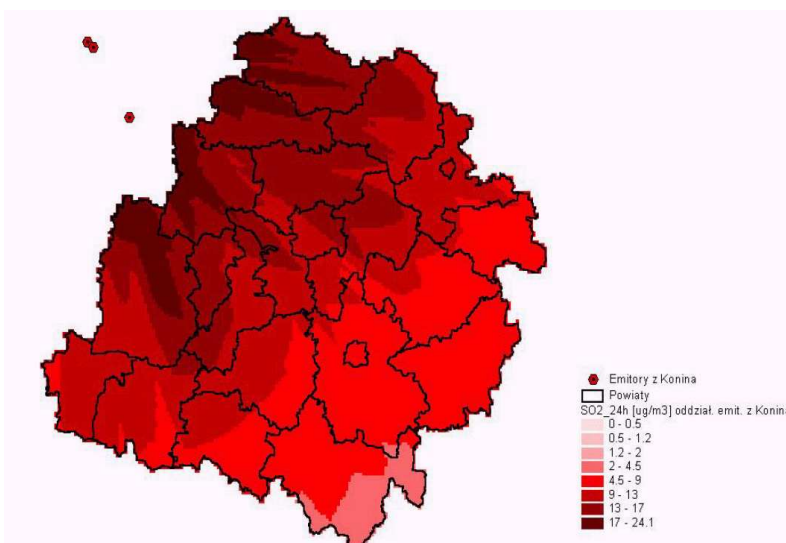 Emitory z Konina
Powiaty
SO2_24h [ug/m3] oddział. emit. z Konina
0 - 0.5
0.5 - 1.2
1.2 - 2
2 - 4.5
4.5 - 9
9 - 13
13 - 17
17 - 24.1